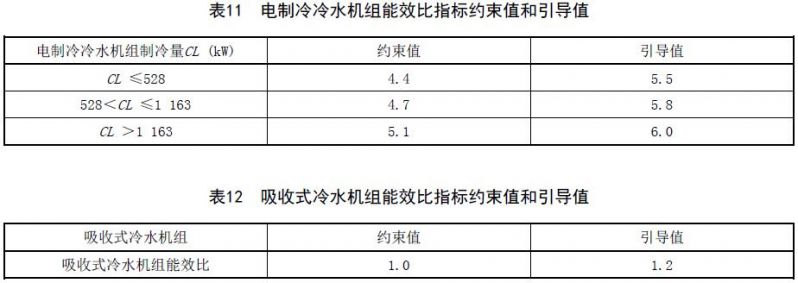 表11 电制冷冷水机组能效比指标约束值和引导值
电制冷冷水机组制冷量CL (kW) 约束值 引导值
CL ≤528 4.4 5.5
528＜CL ≤1 163 4.7 5.8
CL ＞1 163 5.1 6.0
表12 吸收式冷水机组能效比指标约束值和引导值
吸收式冷水机组 约束值 引导值
吸收式冷水机组能效比 1.0 1.2